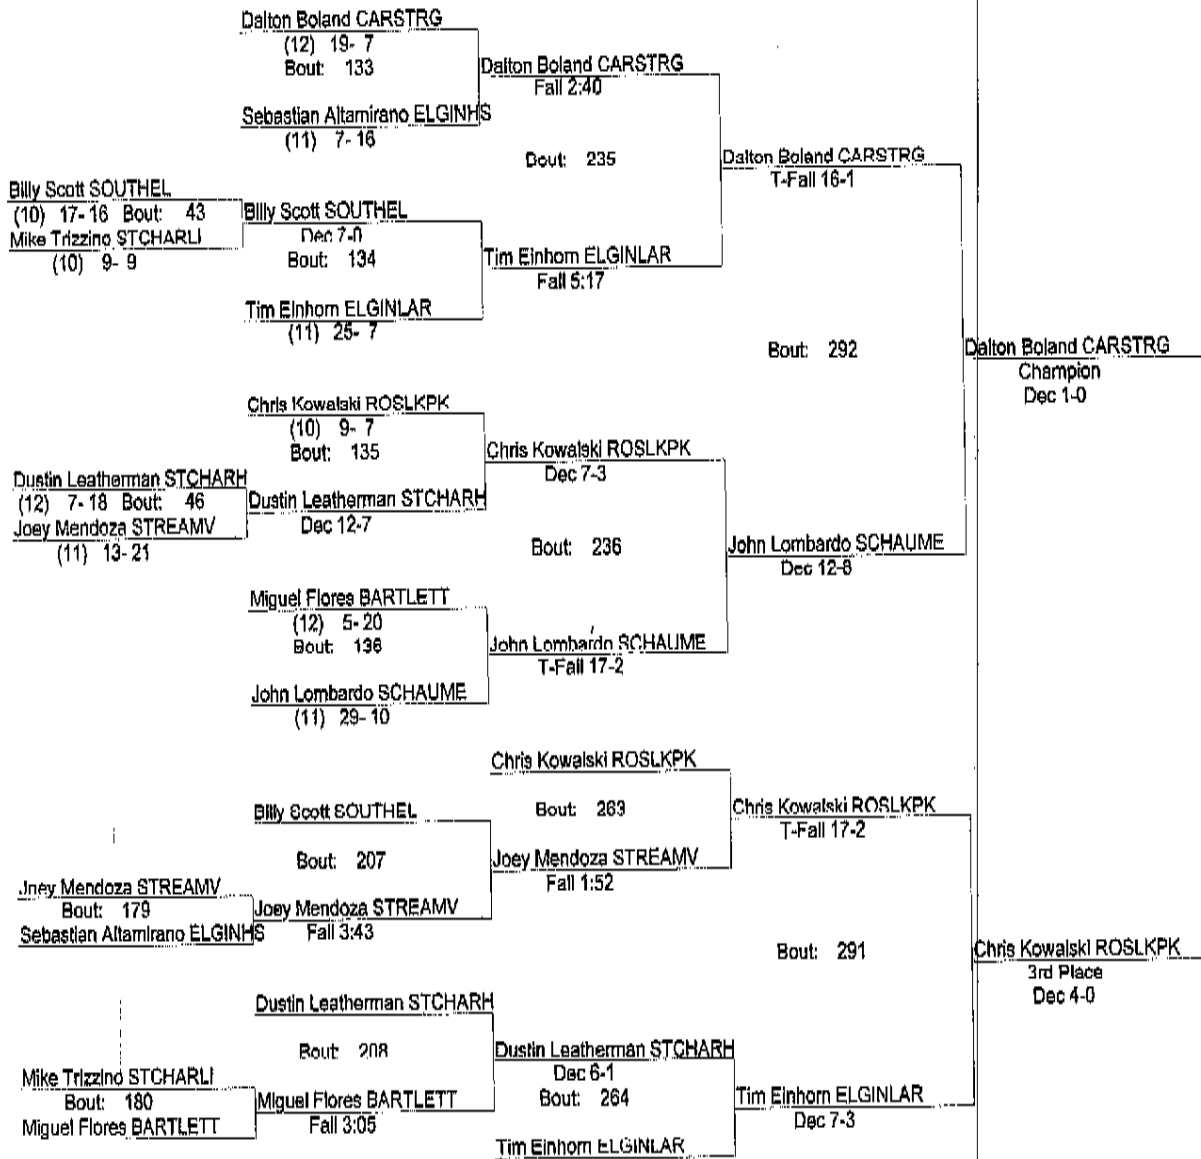 Dalton Boland CARSTRG
(12) 19- 7
Bout: 133
Dalton Boland CARSTRG
Fall 2:40
Sebastian Altamirano ELGINHS
(11) 7- 16
Bout: 235
Dalton Boland CARSTRG
T-Fall 16-1
Billy Scott SOUTHEL
(10) 17- 16 Bout: 43
Mike Trizzino STCHARLI
(10) 9- 9
Billy Scott SOUTHEL
Dec 7-0
Bout: 134
Tim Einhorn ELGINLAR
Fall 5:17
Tim Einhorn ELGINLAR
(11) 25- 7
Bout: 292
Dalton Boland CARSTRG
Champion
Dec 1-0
Chris Kowalski ROSLKPK
(10) 9- 7
Bout: 135
Chris Kowalski ROSLKPK
Dec 7-3
Dustin Leatherman STCHARH
(12) 7- 18 Bout: 46
Joey Mendoza STREAMV
(11) 13- 21
Dustin Leatherman STCHARH
Dec 12-7
Bout: 236
John Lombardo SCHAUME
Dec 12-8
Miguel Flores BARTLETT
(12) 5- 20
Bout: 136
John Lombardo SCHAUME
T-Fall 17-2
John Lombardo SCHAUME
(11) 29- 10
Chris Kowalski ROSLKPK
Bout: 263
Chris Kowalski ROSLKPK
T-Fall 17-2
Billy Scott SOUTHEL
Bout: 207
Joey Mendoza STREAMV
Fall 1:52
Joey Mendoza STREAMV
Bout: 179
Sebastian Altamirano ELGINHS
Joey Mendoza STREAMV
Fall 3:43
Bout: 291
Chris Kowalski ROSLKPK
3rd Place
Dec 4-0
Dustin Leatherman STCHARH
Bout: 208
Dustin Leatherman STCHARH
Dec 6-1
Bout: 264
Mike Trizzino STCHARLI
Bout: 180
Miguel Flores BARTLETT
Miguel Flores BARTLETT
Fall 3:05
Tim Einhorn ELGINLAR
Dec 7-3
Tim Einhorn ELGINLAR